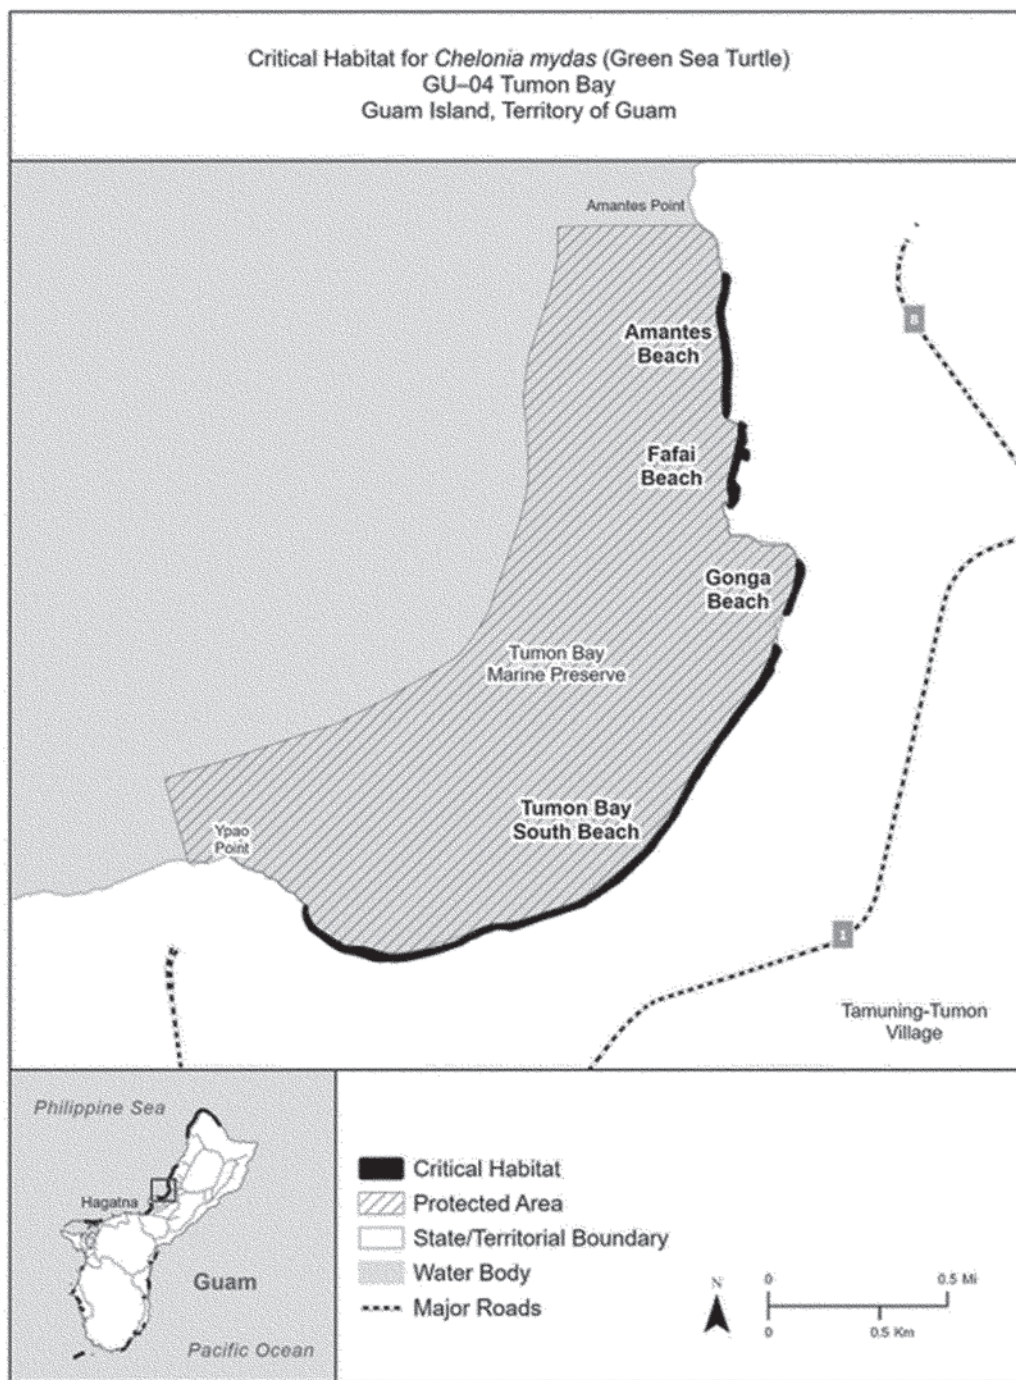 Critical Habitat for Chelonia mydas (Green Sea Turtle)
GU–04 Tumon Bay
Guam Island, Territory of Guam
Amantes Point
8
Amantes
Beach
Fafai
Beach
Gonga
Beach
Tumon Bay
Marine Preserve
Tumon Bay
South Beach
Ypao
Point
1
Tamuning-Tumon
Village
Philippine Sea
Hagatna
Guam
Pacific Ocean
Critical Habitat
Protected Area
State/Territorial Boundary
Water Body
Major Roads
N
0 0.5 Mi
0 0.5 Km